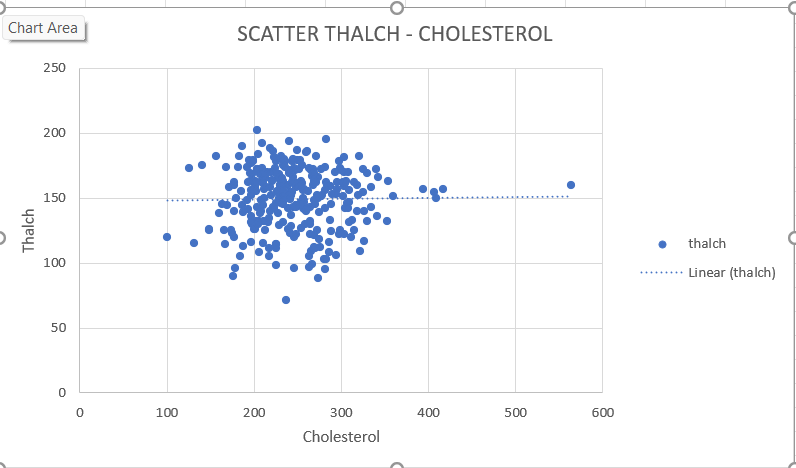 Chart Area
SCATTER THALCH - CHOLESTEROL
250
200
150
100
50
0
Thalch
0 100 200 300 400 500 600
Cholesterol
thalch
Linear (thalch)